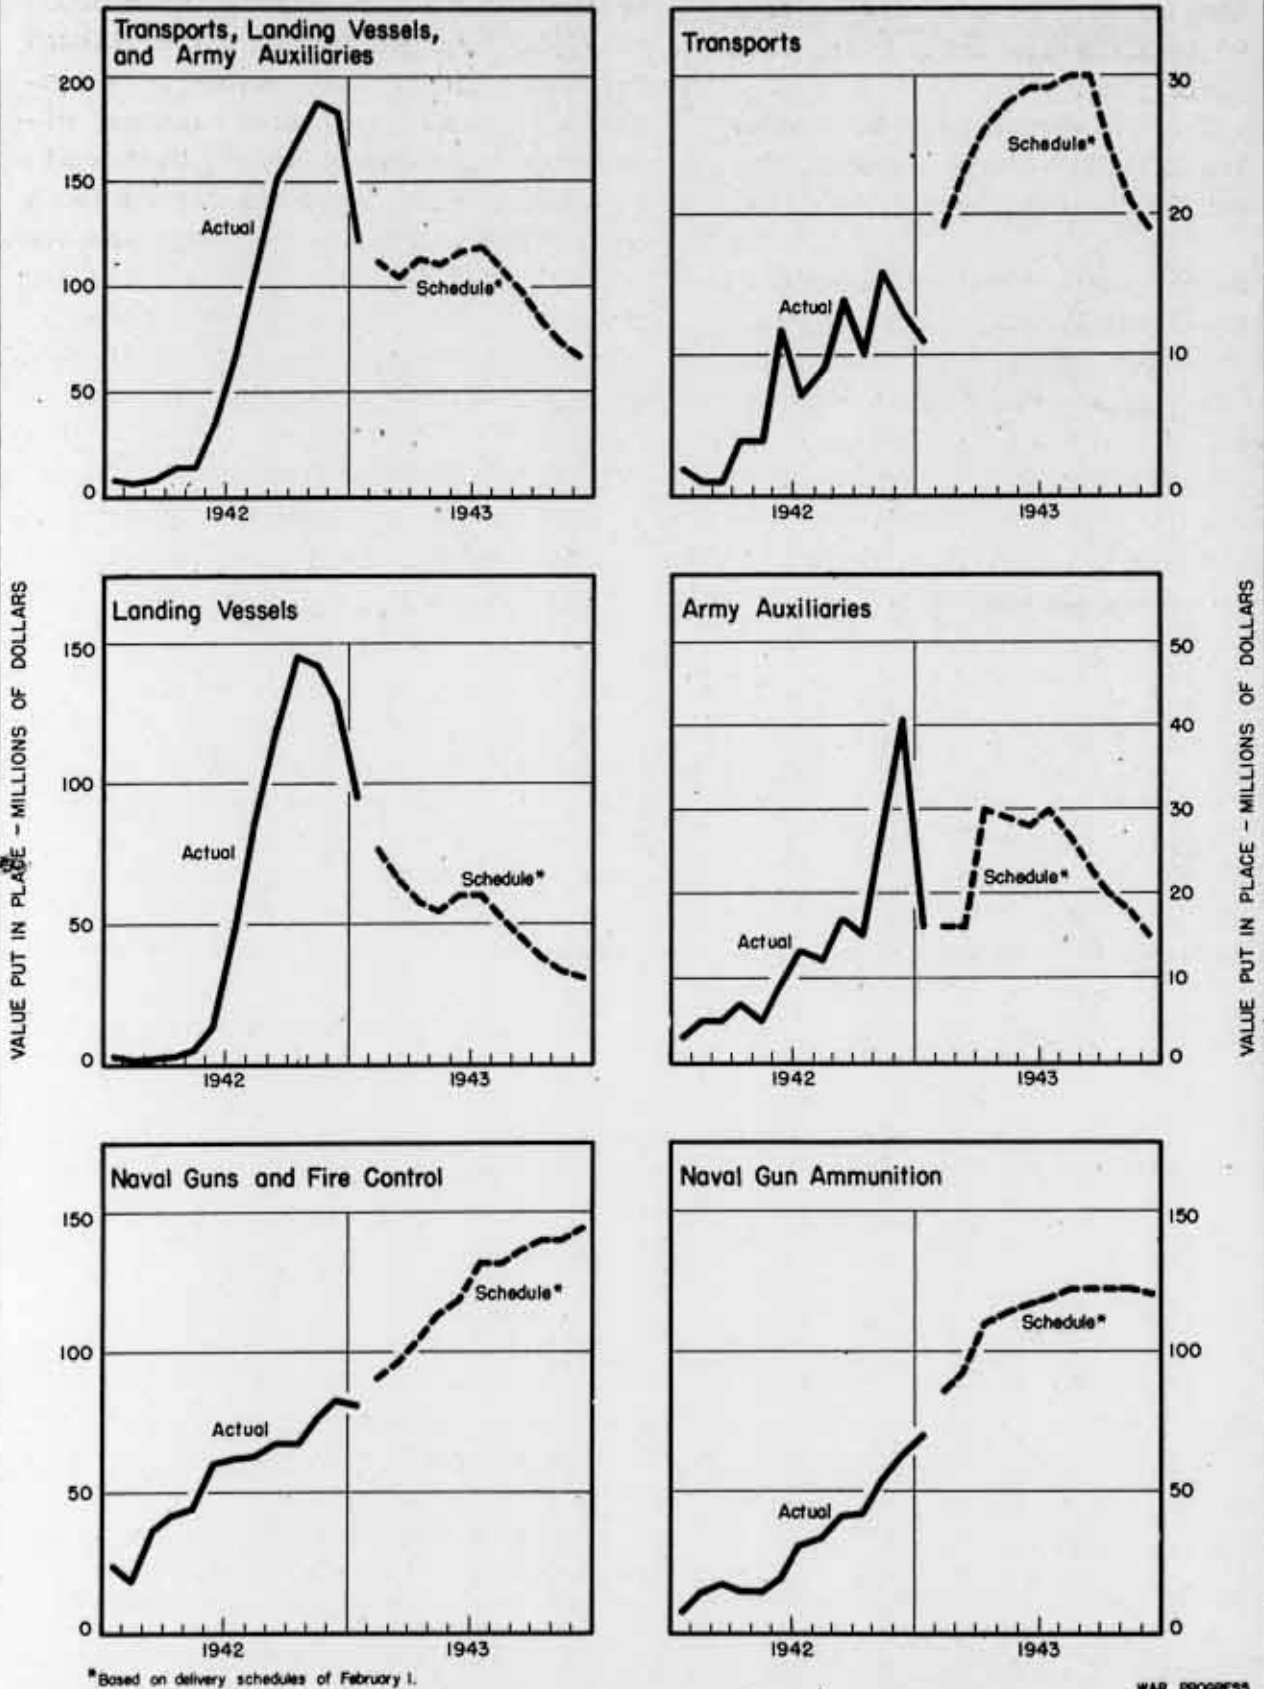 Transports, Landing Vessels,
and Army Auxiliaries
200
150
100
50
0
Actual
Schedule*
1942
1943
Transports
30
20
10
0
Actual
Schedule*
1942
1943
VALUE PUT IN PLACE - MILLIONS OF DOLLARS
Landing Vessels
150
100
50
0
Actual
Schedule*
1942
1943
Army Auxiliaries
50
40
30
20
10
0
Actual
Schedule*
1942
1943
VALUE PUT IN PLACE - MILLIONS OF DOLLARS
Naval Guns and Fire Control
150
100
50
0
Actual
Schedule*
1942
1943
Naval Gun Ammunition
150
100
50
0
Actual
Schedule*
1942
1943
*Based on delivery schedules of February 1.
WAR PROGRESS